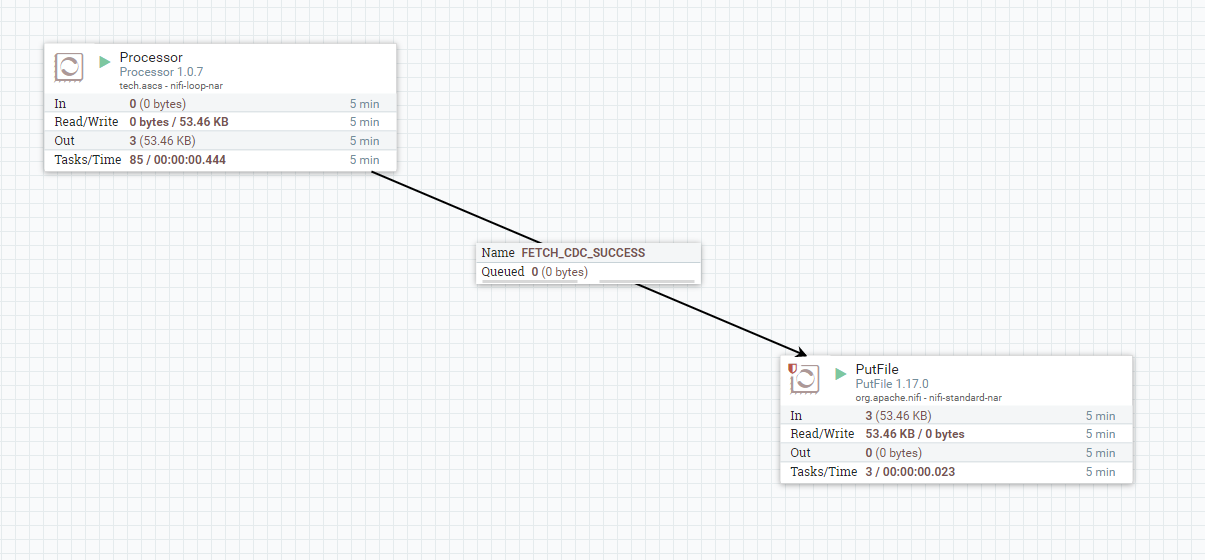 Processor
Processor 1.0.7
tech.ascs - nifi-loop-nar
In 0 (0 bytes) 5 min
Read/Write 0 bytes / 53.46 KB 5 min
Out 3 (53.46 KB) 5 min
Tasks/Time 85 / 00:00:00.444 5 min
Name FETCH_CDC_SUCCESS
Queued 0 (0 bytes)
PutFile
PutFile 1.17.0
org.apache.nifi - nifi-standard-nar
In 3 (53.46 KB) 5 min
Read/Write 53.46 KB / 0 bytes 5 min
Out 0 (0 bytes) 5 min
Tasks/Time 3 / 00:00:00.023 5 min